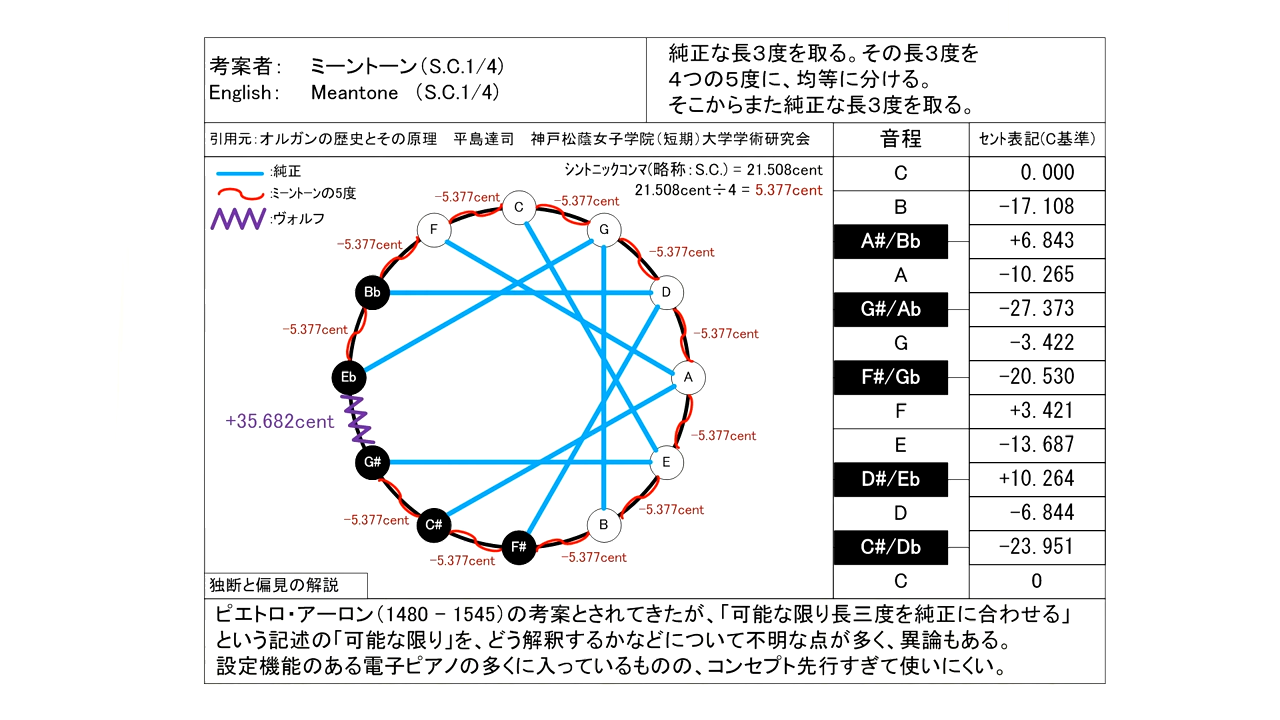 考案者： ミーントーン（S.C.1/4）
English： Meantone （S.C.1/4）
純正な長３度を取る。その長３度を
４つの５度に、均等に分ける。
そこからまた純正な長３度を取る。
引用元：オルガンの歴史とその原理 平島達司 神戸松蔭女子学院（短期）大学学術研究会
音程
セント表記（C基準）
:純正
:ミーントーンの5度
:ヴォルフ
シントニックコンマ（略称：S.C.）= 21.508cent
21.508cent÷4 = 5.377cent
C
G
D
A
E
B
F#
C#
G#
Eb
Bb
F
−5.377cent
−5.377cent
−5.377cent
−5.377cent
−5.377cent
−5.377cent
−5.377cent
−5.377cent
−5.377cent
+35.682cent
−5.377cent
−5.377cent
C 0.000
B −17.108
A#/Bb +6.843
A −10.265
G#/Ab −27.373
G −3.422
F#/Gb −20.530
F +3.421
E −13.687
D#/Eb +10.264
D −6.844
C#/Db −23.951
C 0
独断と偏見の解説
ピエトロ・アーロン（1480 − 1545）の考案とされてきたが、「可能な限り長三度を純正に合わせる」
という記述の「可能な限り」を、どう解釈するかなどについて不明な点が多く、異論もある。
設定機能のある電子ピアノの多くに入っているものの、コンセプト先行すぎて使いにくい。